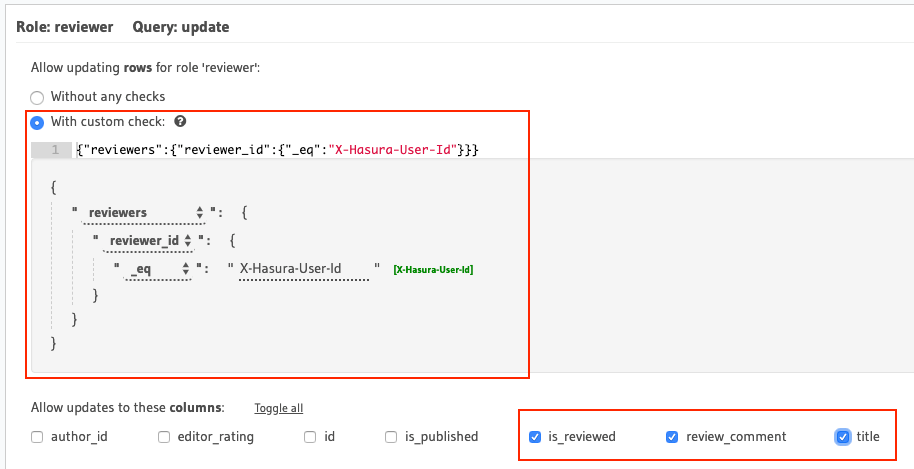 Role: reviewer Query: update
Allow updating rows for role 'reviewer':
Without any checks
With custom check: ?
1 {"reviewers":{"reviewer_id":{"_eq":"X-Hasura-User-Id"}}}
{
" reviewers " : {
" reviewer_id " : {
" _eq " : " X-Hasura-User-Id " [X-Hasura-User-Id]
}
}
}
Allow updates to these columns: Toggle all
author_id editor_rating id is_published is_reviewed review_comment title